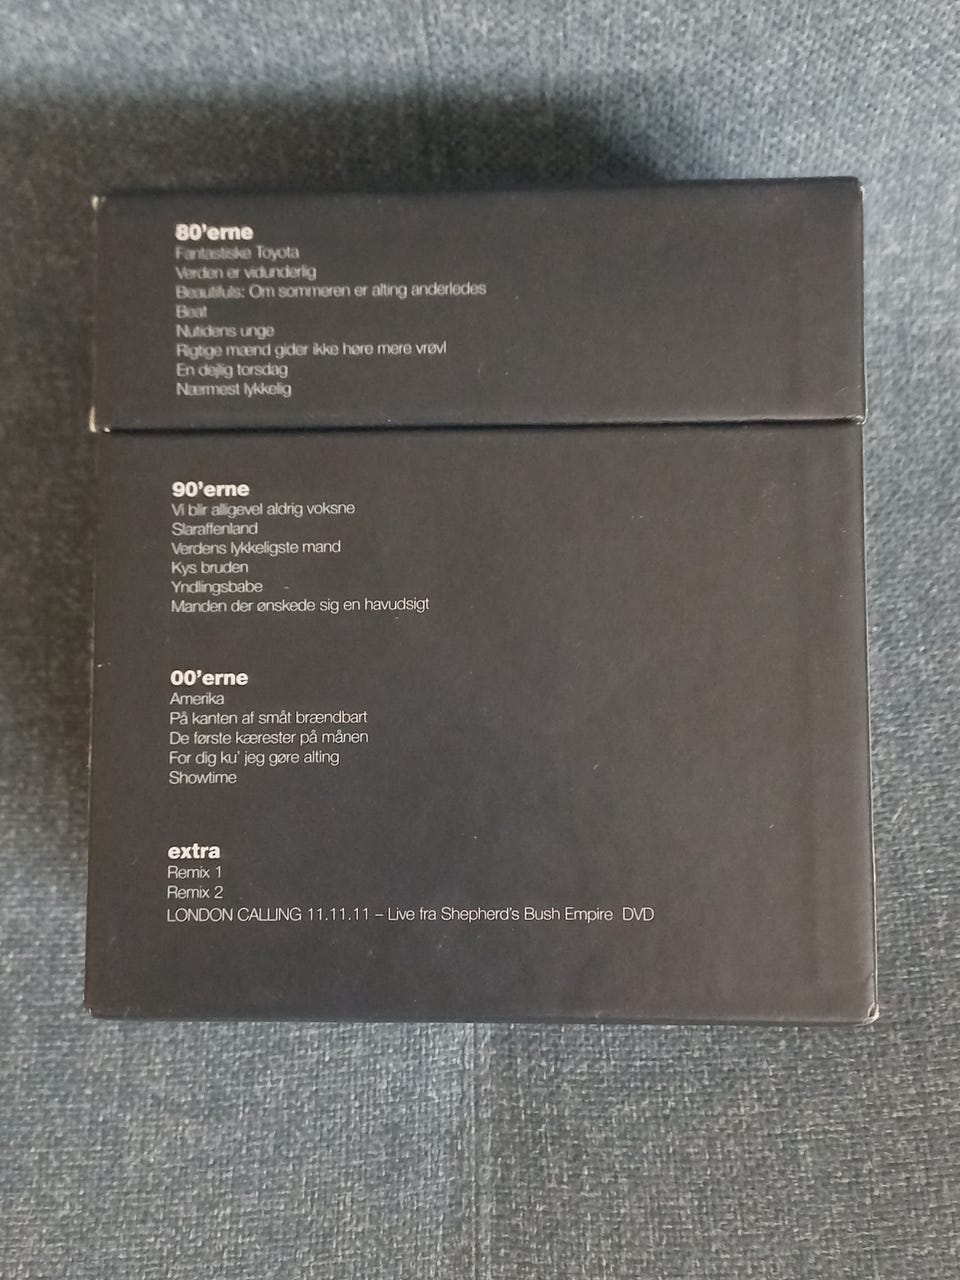 80'erne
Fantastiske Toyota
Verden er vidunderlig
Beautifuls: Om sommeren er alting anderledes
Beat
Nutidens unge
Rigtige mænd gider ikke høre mere vrøvl
En dejlig torsdag
Nærmest lykkelig
90'erne
Vi blir alligevel aldrig voksne
Slaraffenland
Verdens lykkeligste mand
Kys bruden
Yndlingsbabe
Manden der ønskede sig en havudsigt
00'erne
Amerika
På kanten af småt brændbart
De første kærester på månen
For dig ku' jeg gøre alting
Showtime
extra
Remix 1
Remix 2
LONDON CALLING 11.11.11 – Live fra Shepherd's Bush Empire DVD